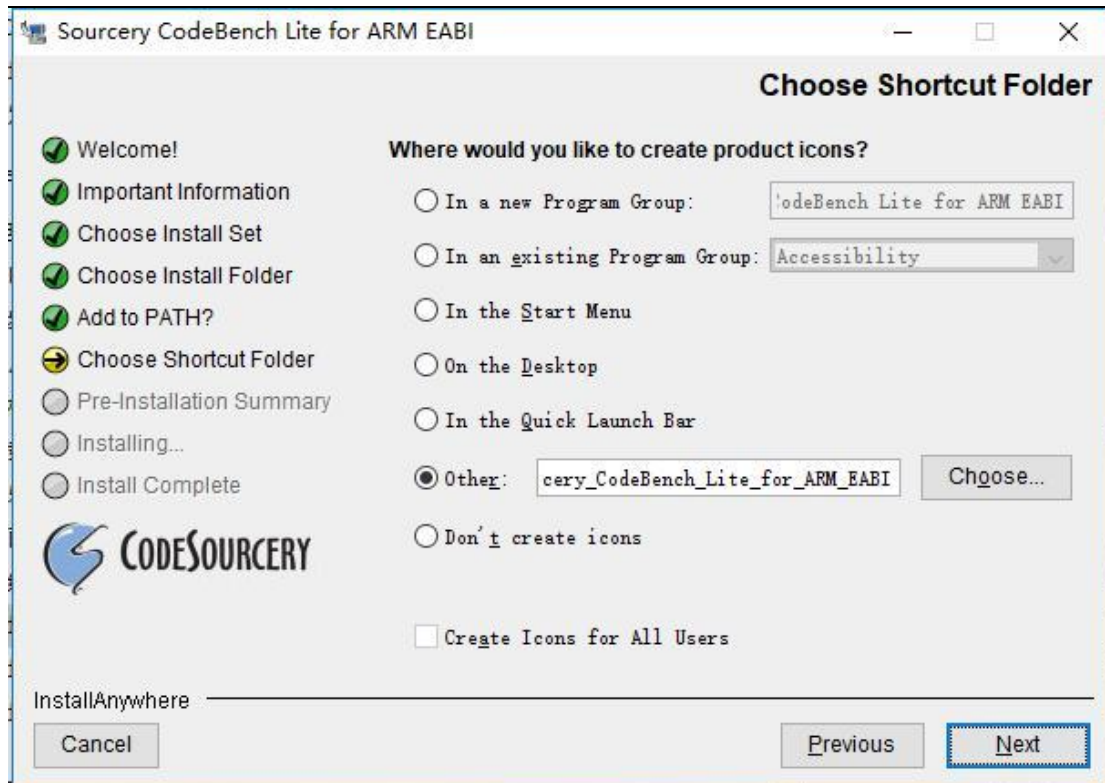 Sourcery CodeBench Lite for ARM EABI
Choose Shortcut Folder
Welcome!
Important Information
Choose Install Set
Choose Install Folder
Add to PATH?
Choose Shortcut Folder
Pre-Installation Summary
Installing...
Install Complete
CODESOURCERY
Where would you like to create product icons?
In a new Program Group: odeBench Lite for ARM EABI
In an existing Program Group: Accessibility
In the Start Menu
On the Desktop
In the Quick Launch Bar
Other: cery_CodeBench_Lite_for_ARM_EABI Choose...
Don't create icons
Create Icons for All Users
InstallAnywhere
Cancel Previous Next